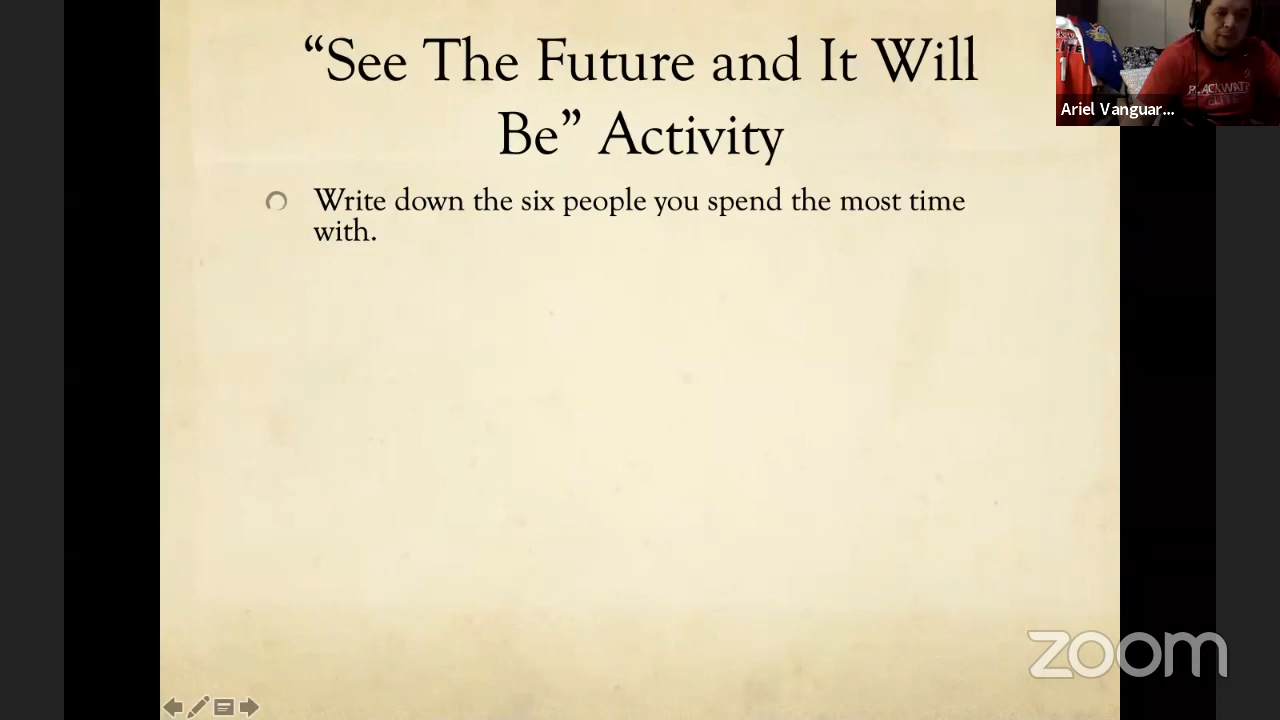 “See The Future and It Will
Be” Activity
Write down the six people you spend the most time
with.
Ariel Vanguar...
zoom